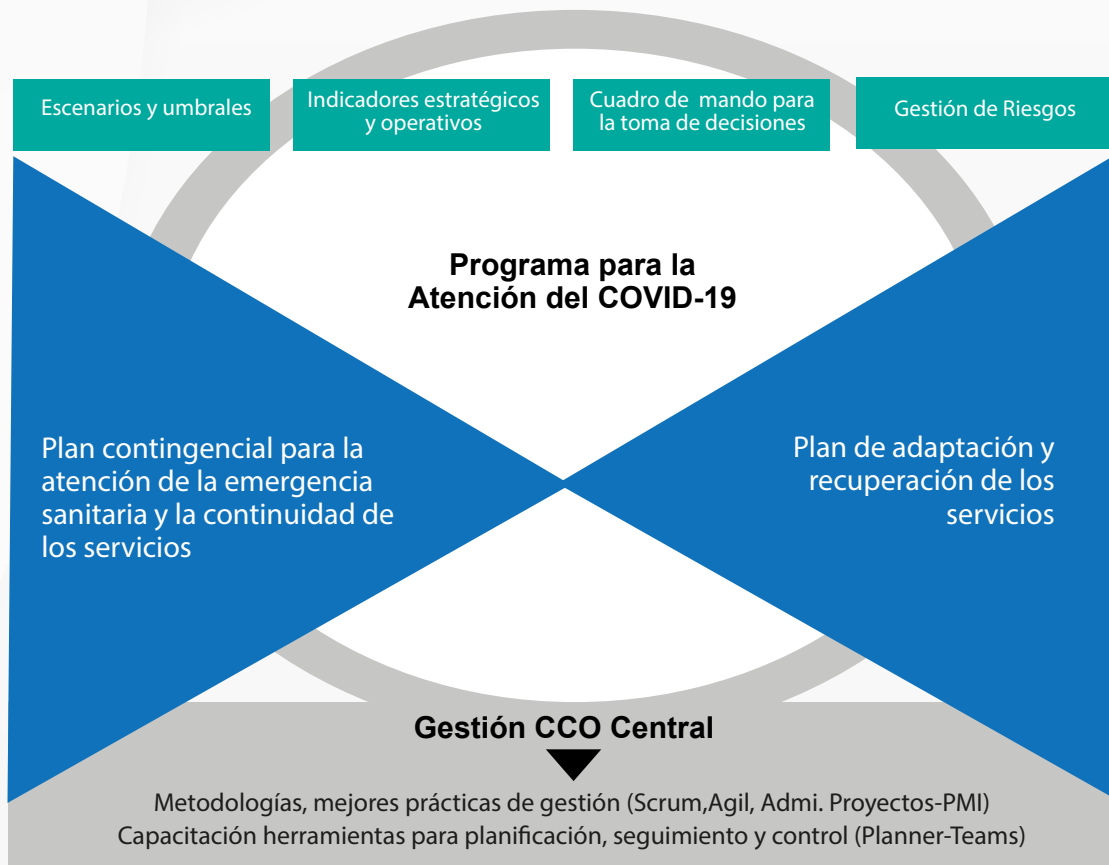 Escenarios y umbrales
Indicadores estratégicos
y operativos
Cuadro de mando para
la toma de decisiones
Gestión de Riesgos
Programa para la
Atención del COVID-19
Plan contingencial para la
atención de la emergencia
sanitaria y la continuidad de
los servicios
Plan de adaptación y
recuperación de los
servicios
Gestión CCO Central
Metodologías, mejores prácticas de gestión (Scrum,Agil, Admi. Proyectos-PMI)
Capacitación herramientas para planificación, seguimiento y control (Planner-Teams)